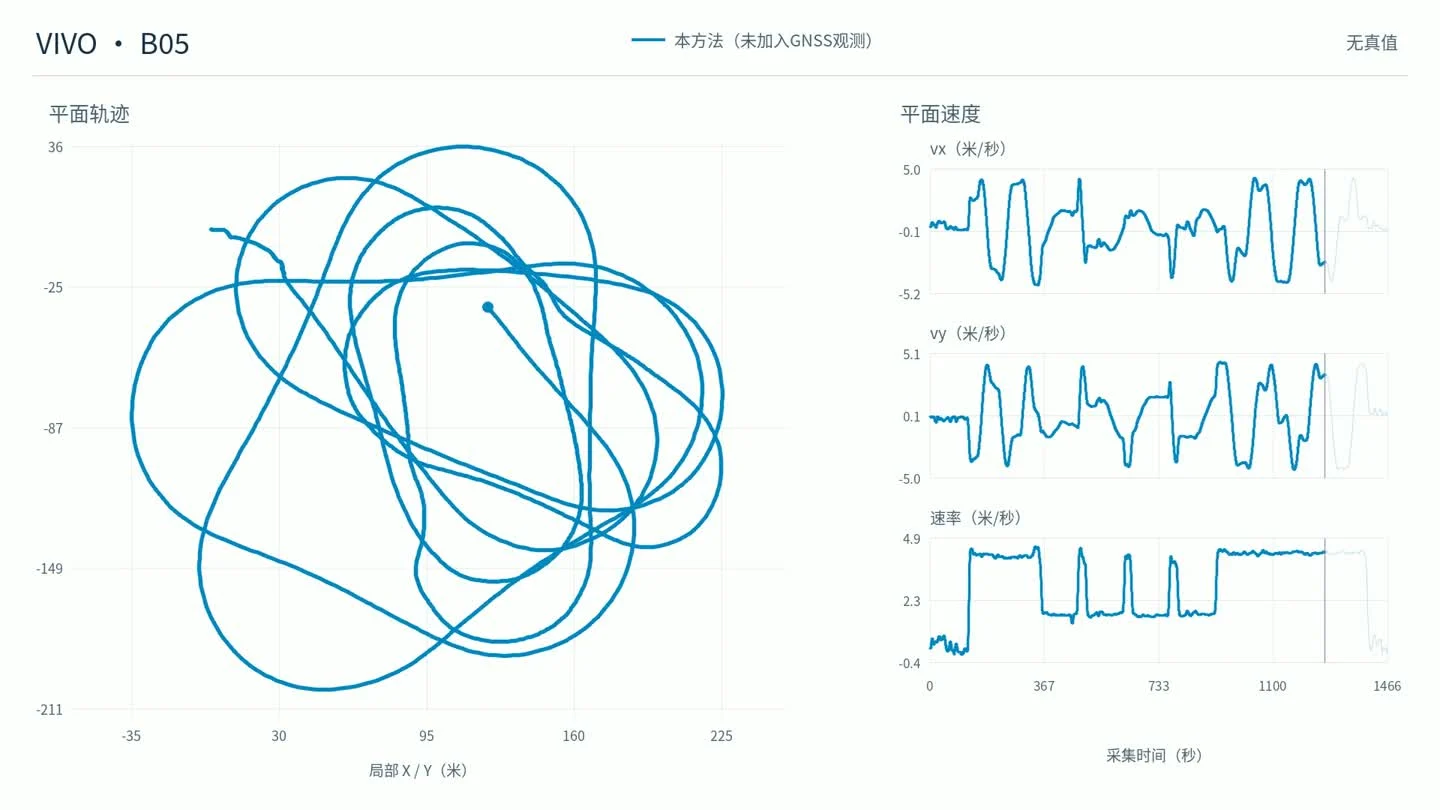 VIVO · B05
本方法（未加入GNSS观测）
无真值
平面轨迹
36
-25
-87
-149
-211
-35 30 95 160 225
局部 X / Y（米）
平面速度
vx（米/秒）
5.0
-0.1
-5.2
vy（米/秒）
5.1
0.1
-5.0
速率（米/秒）
4.9
2.3
-0.4
0 367 733 1100 1466
采集时间（秒）